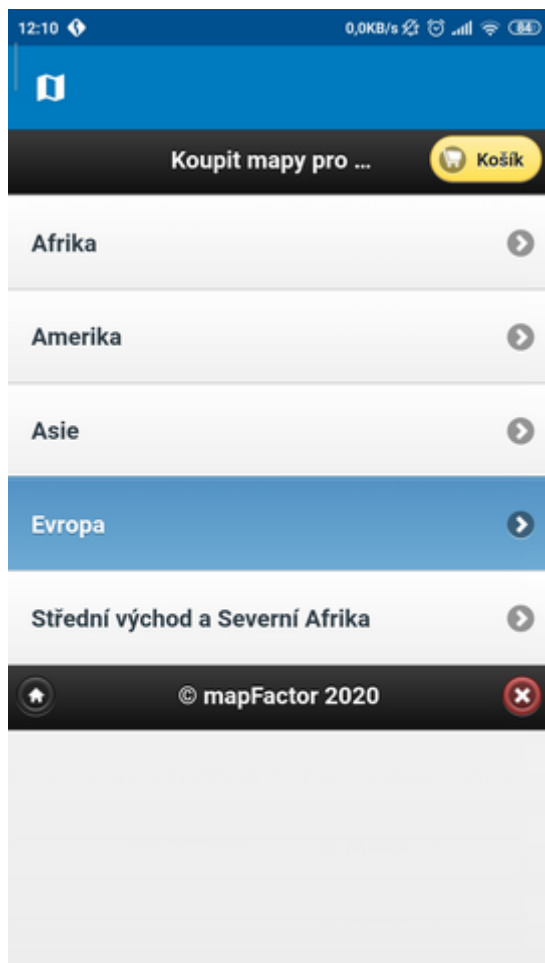 12:10 0,0KB/s 84
Koupit mapy pro ... Košík
Afrika
Amerika
Asie
Evropa
Střední východ a Severní Afrika
© mapFactor 2020